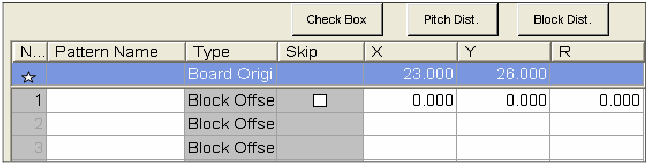 Check Box Pitch Dist. Block Dist.
N... Pattern Name Type Skip X Y R
Board Origi 23.000 26.000
1 Block Offse 0.000 0.000 0.000
2 Block Offse
3 Block Offse